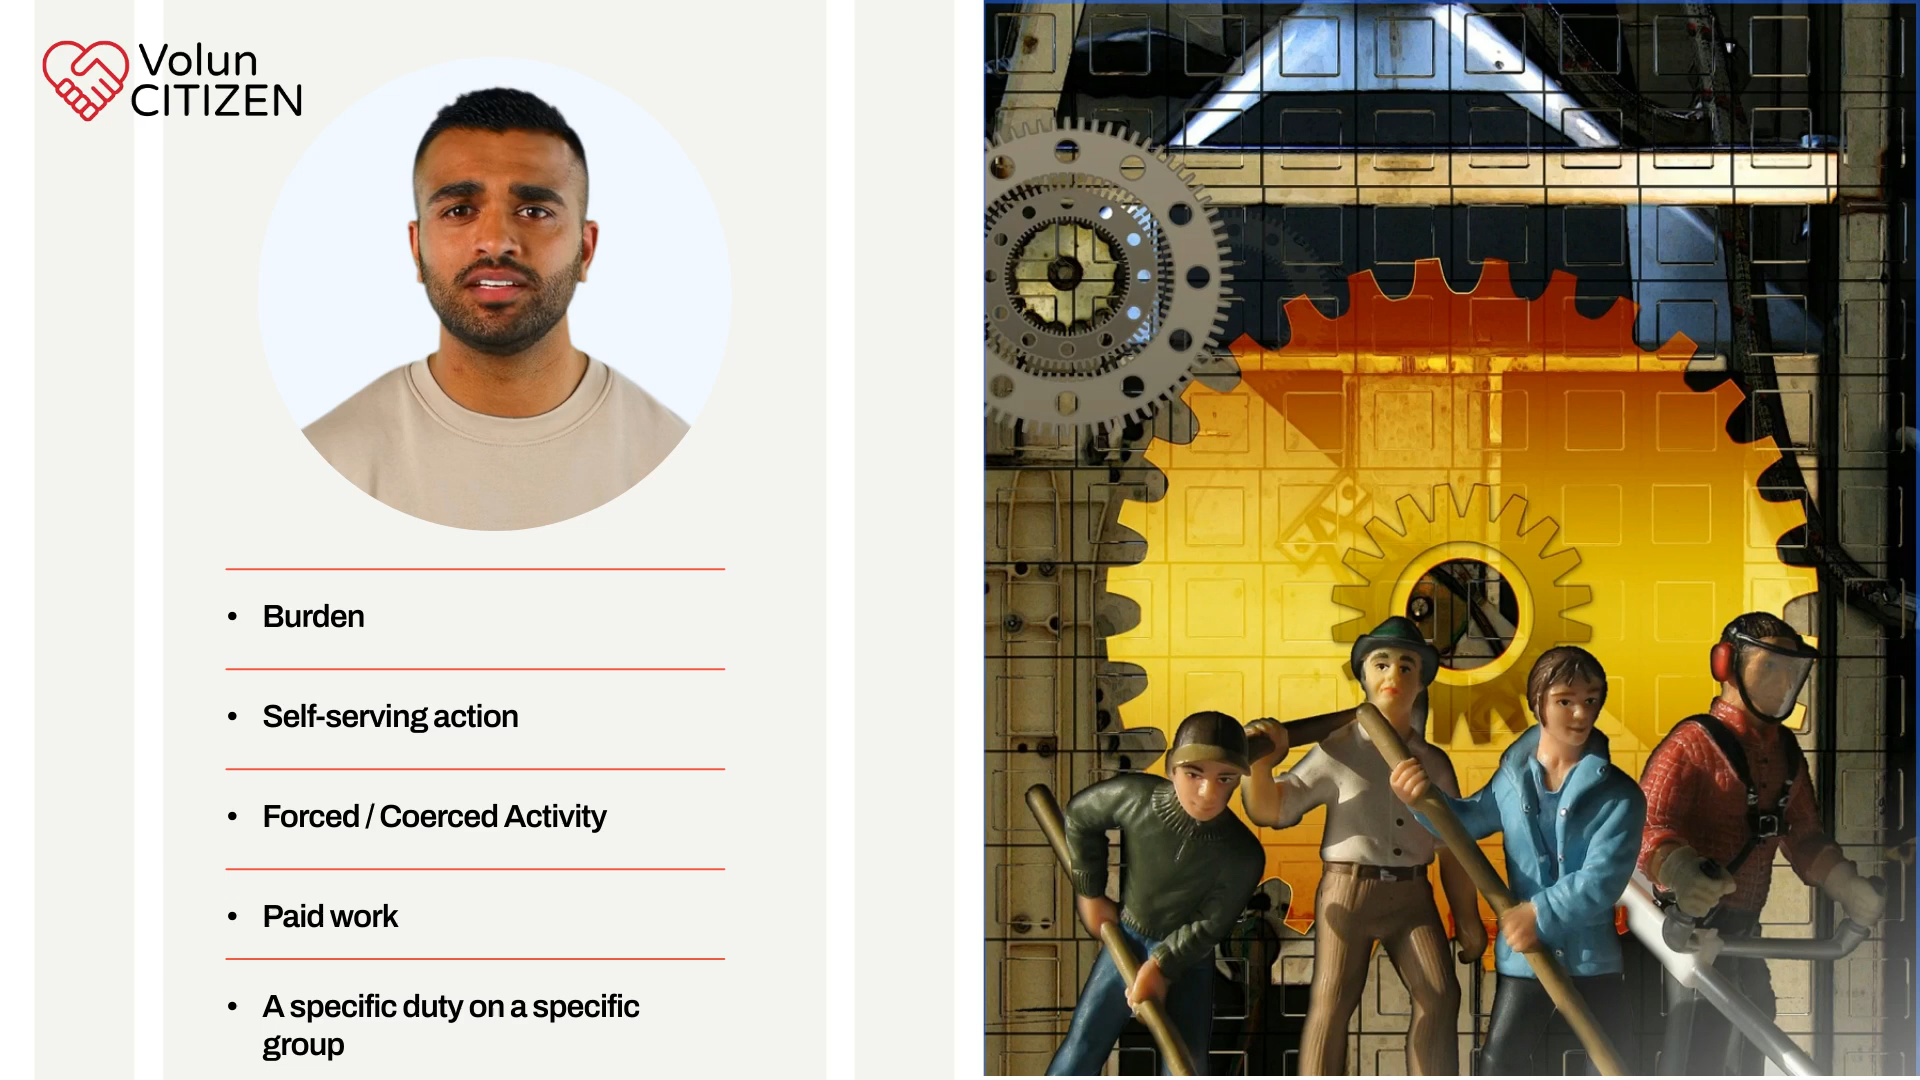 Volun
CITIZEN
• Burden
• Self-serving action
• Forced / Coerced Activity
• Paid work
• A specific duty on a specific
group